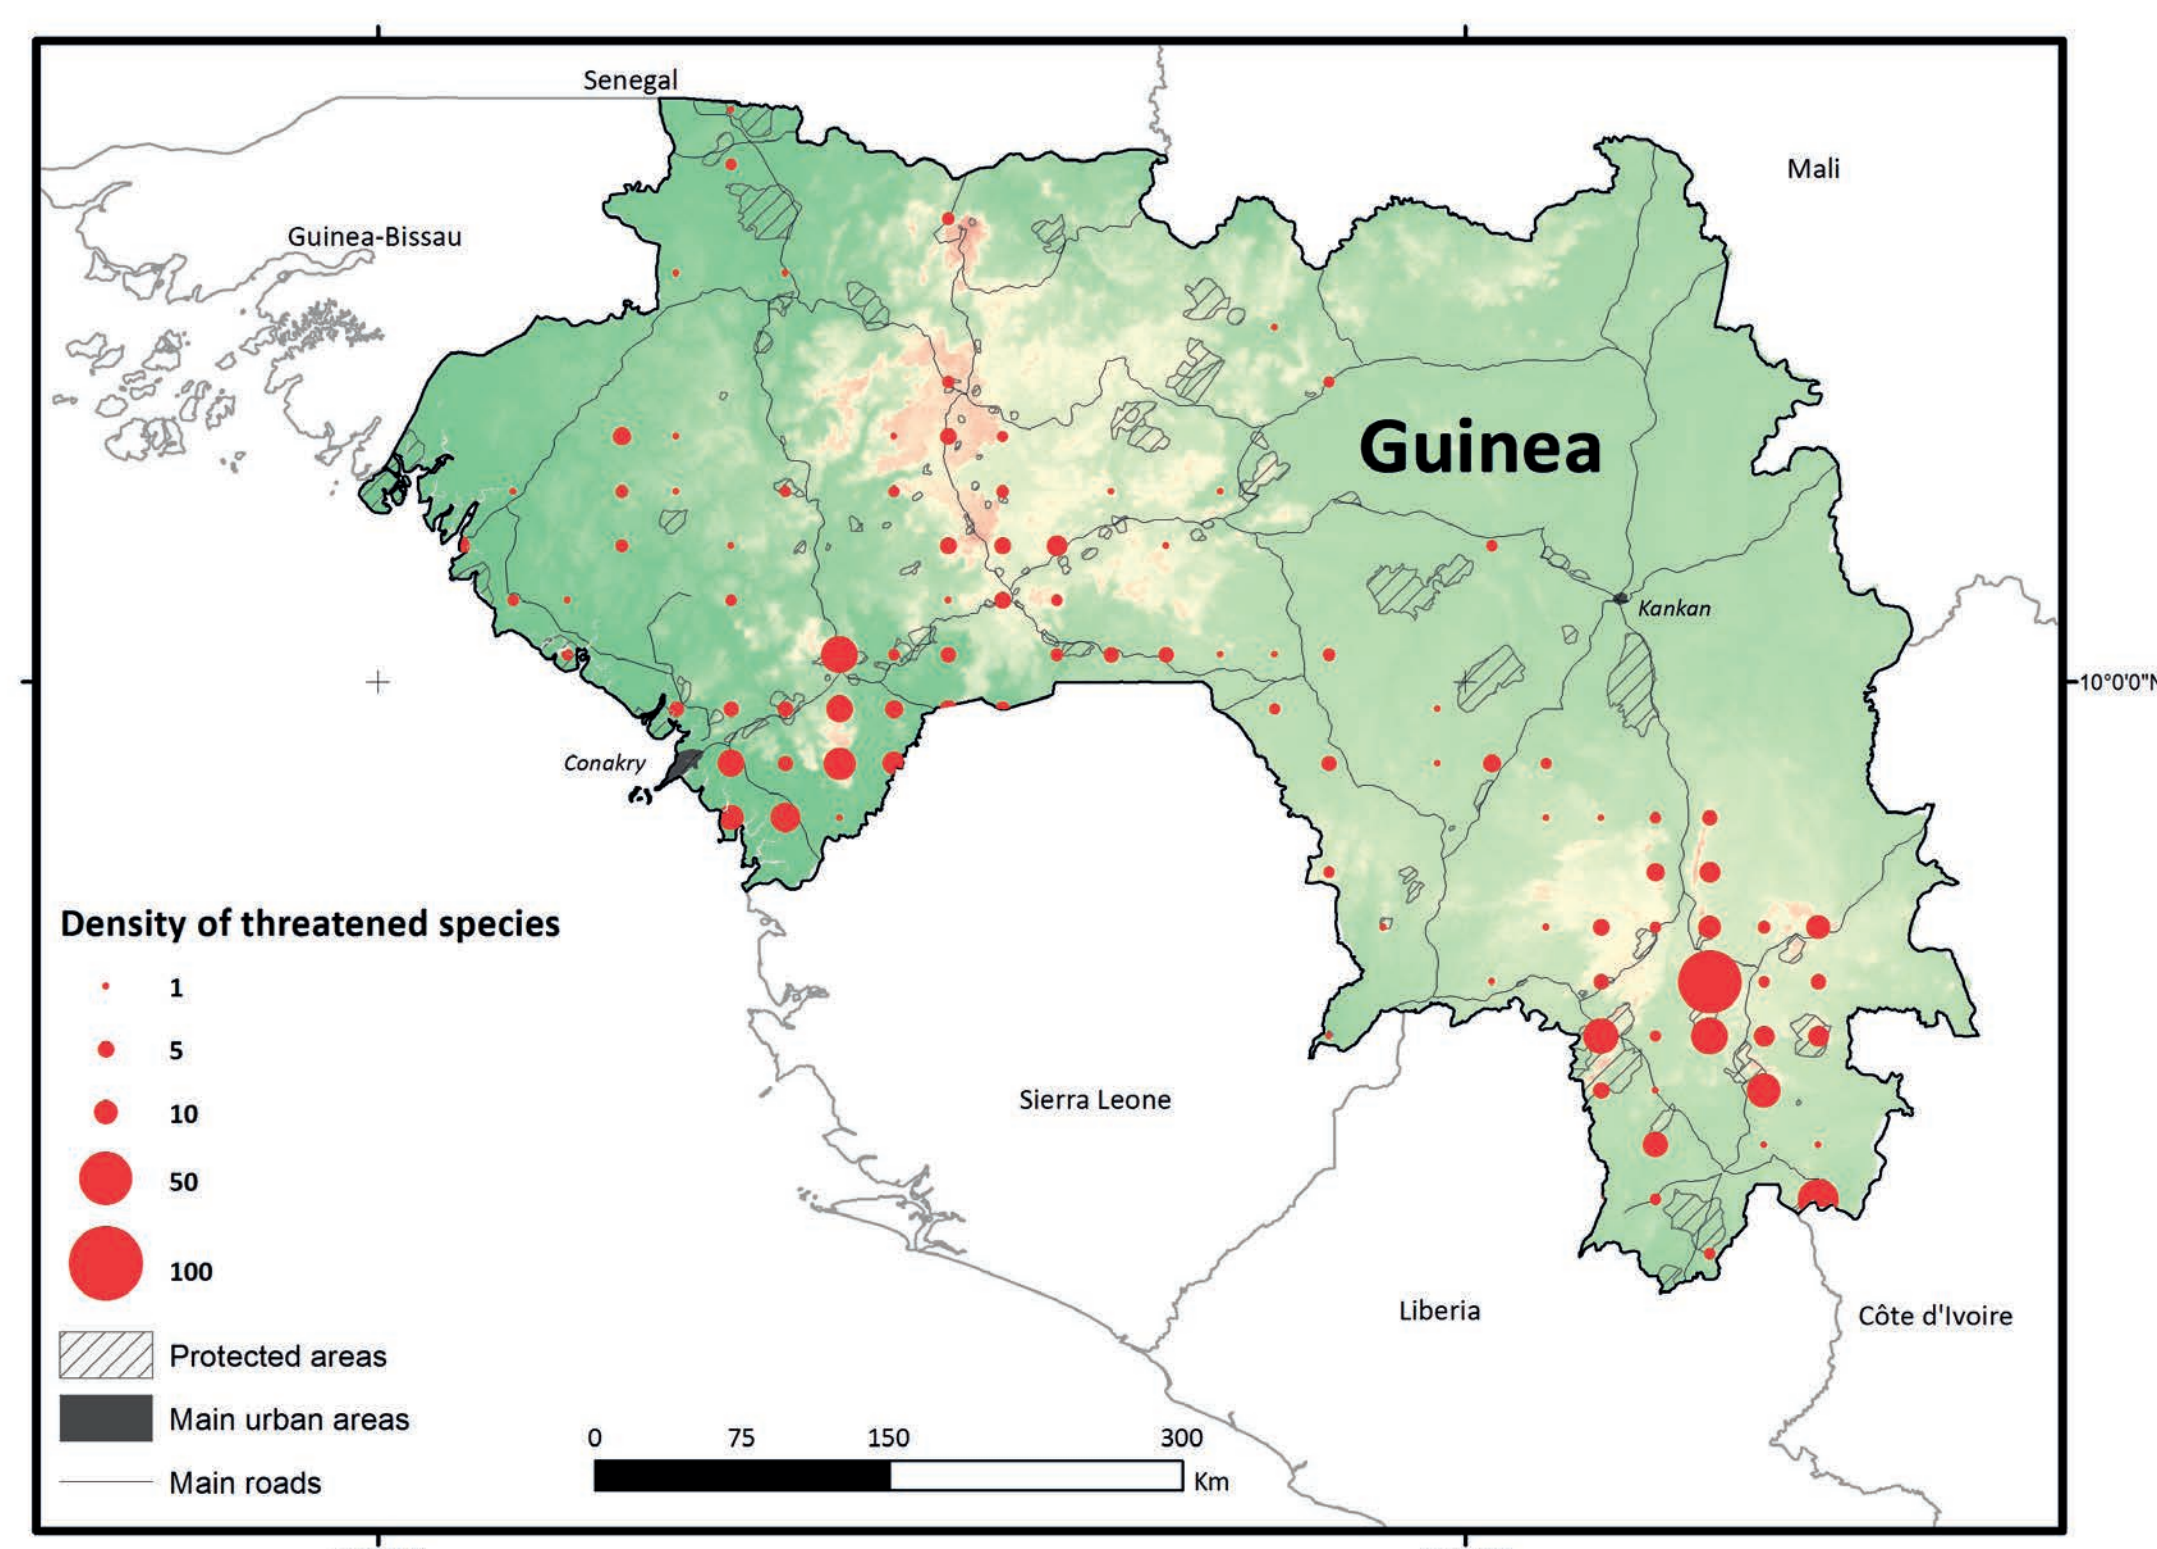 Senegal
Mali
Guinea-Bissau
Guinea
Kankan
10°0'0"N
Conakry
Density of threatened species
1
5
10
50
100
Sierra Leone
Liberia
Côte d'Ivoire
Protected areas
Main urban areas
Main roads
0 75 150 300
Km